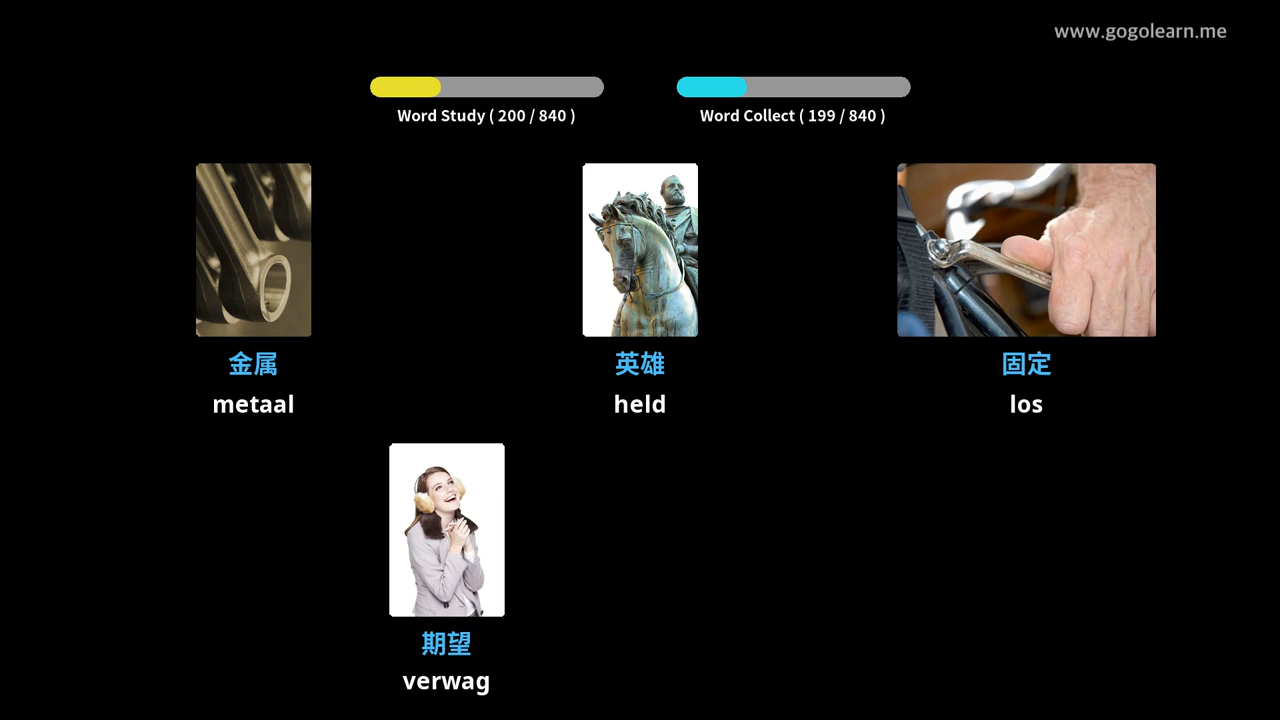 www.gogolearn.me
Word Study ( 200 / 840 )
Word Collect ( 199 / 840 )
金属
metaal
英雄
held
固定
los
期望
verwag